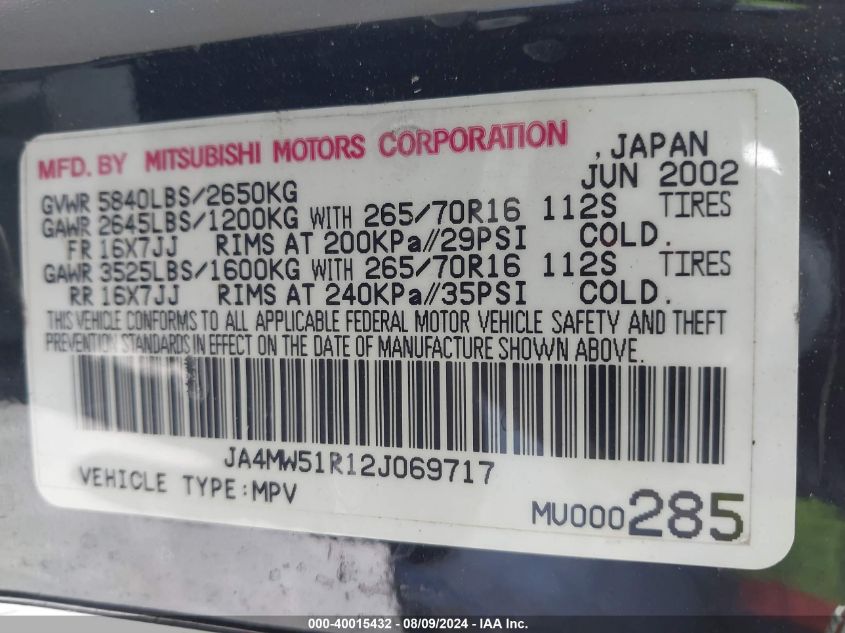 MFD. BY MITSUBISHI MOTORS CORPORATION , JAPAN
GVWR 5840LBS/2650KG JUN 2002
GAWR 2645LBS/1200KG WITH 265/70R16 112S TIRES
FR 16X7JJ RIMS AT 200KPa//29PSI COLD.
GAWR 3525LBS/1600KG WITH 265/70R16 112S TIRES
RR 16X7JJ RIMS AT 240KPa//35PSI COLD.
THIS VEHICLE CONFORMS TO ALL APPLICABLE FEDERAL MOTOR VEHICLE SAFETY AND THEFT
PREVENTION STANDARDS IN EFFECT ON THE DATE OF MANUFACTURE SHOWN ABOVE.
JA4MW51R12J069717
VEHICLE TYPE:MPV
MV000285
000-40015432 - 08/09/2024 - IAA Inc.